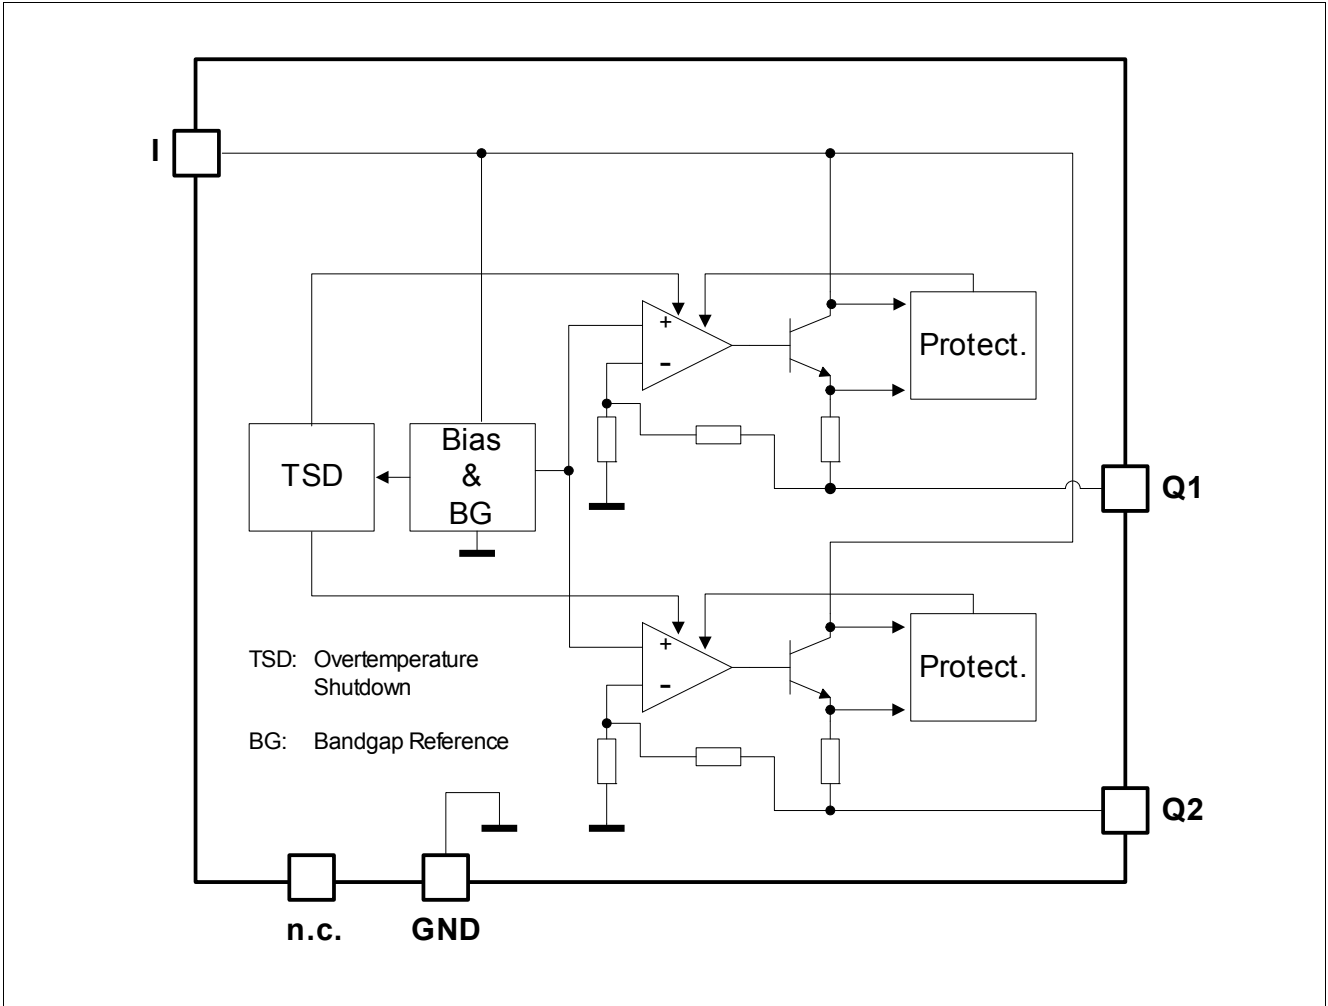 I
+
-
Protect.
TSD
Bias
&
BG
Q1
+
-
Protect.
TSD: Overtemperature
Shutdown
BG: Bandgap Reference
Q2
n.c.
GND